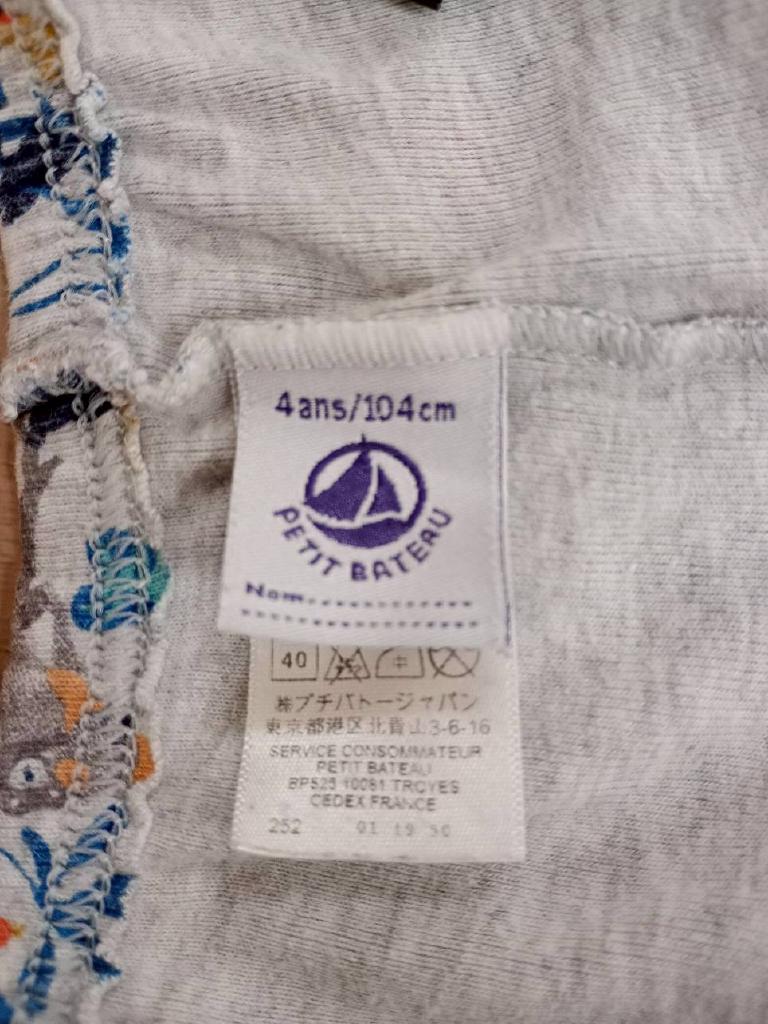 4ans/104cm
PETIT BATEAU
Nom
40
㈱プチバトージャパン
東京都港区北青山3-6-16
SERVICE CONSOMMATEUR
PETIT BATEAU
BP525 10081 TROYES
CEDEX FRANCE
252 01 19